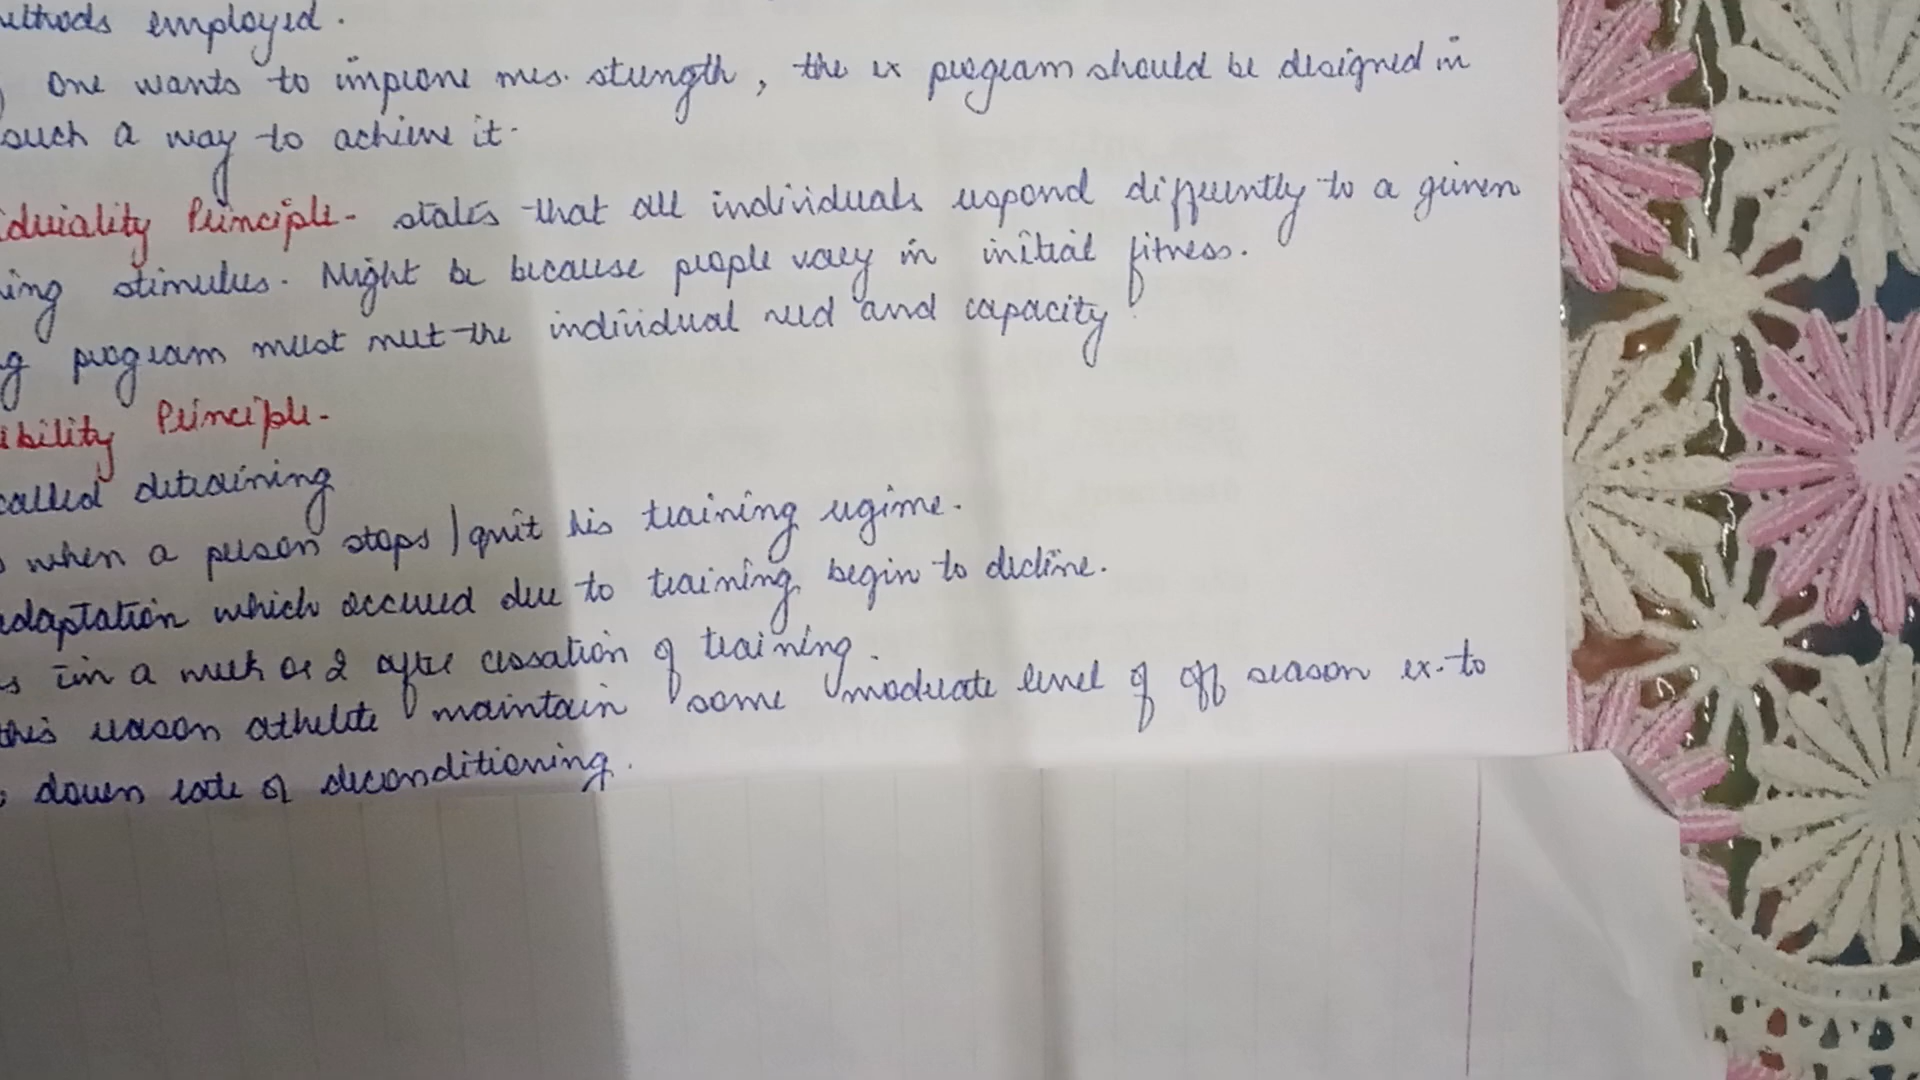 ethods employed.
one wants to improve mus. strength, the ex program should be designed in
such a way to achieve it.
iduiality Principle - states that all individuals respond differently to a given
ing stimulus. Might be because people vary in initial fitness.
g program must meet the individual need and capacity.
ibility Principle -
called detraining
when a person stops / quit his training regime.
adaptation which occured due to training, begin to decline.
s in a week or 2 after cessation of training.
this reason athelete maintain some moderate level of off season ex. to
down rate of deconditioning.